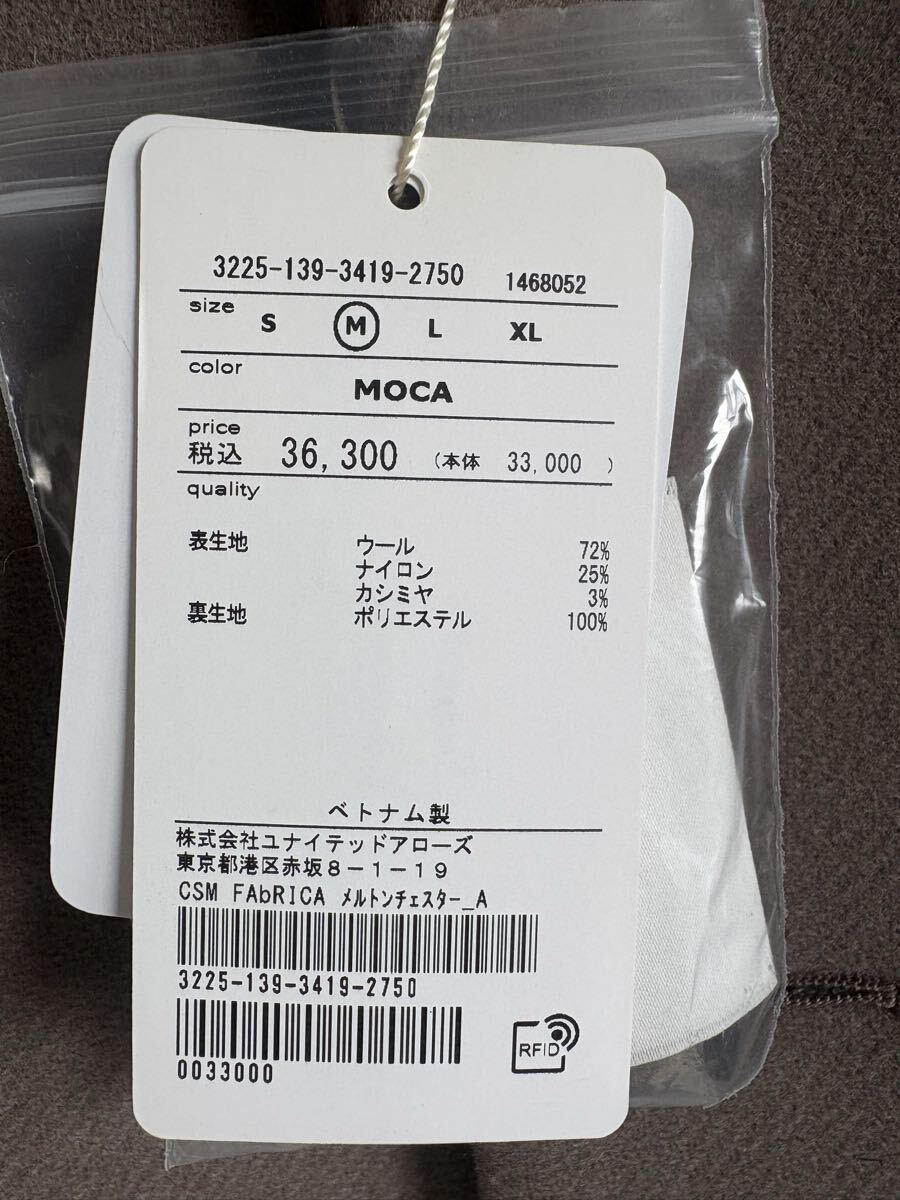 3225-139-3419-2750 1468052
size S M L XL
color
MOCA
price
税込 36,300 (本体 33,000 )
quality
表生地 ウール 72%
ナイロン 25%
カシミヤ 3%
裏生地 ポリエステル 100%
ベトナム製
株式会社ユナイテッドアローズ
東京都港区赤坂8-1-19
CSM FAbRICA メルトンチェスター_A
3225-139-3419-2750
0033000
RFID